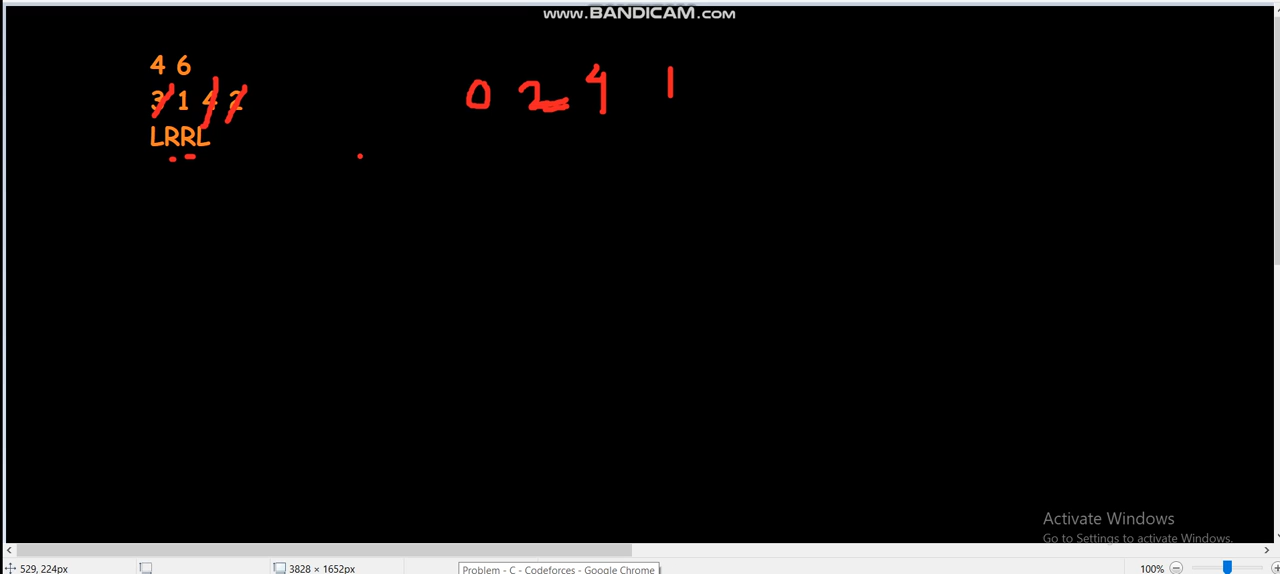 www.BANDICAM.com
4 6
3 1 4 2
LRRL
0 2 4 1
Activate Windows
Go to Settings to activate Windows.
529, 224px
3828 × 1652px
Problem - C - Codeforces - Google Chrome
100%